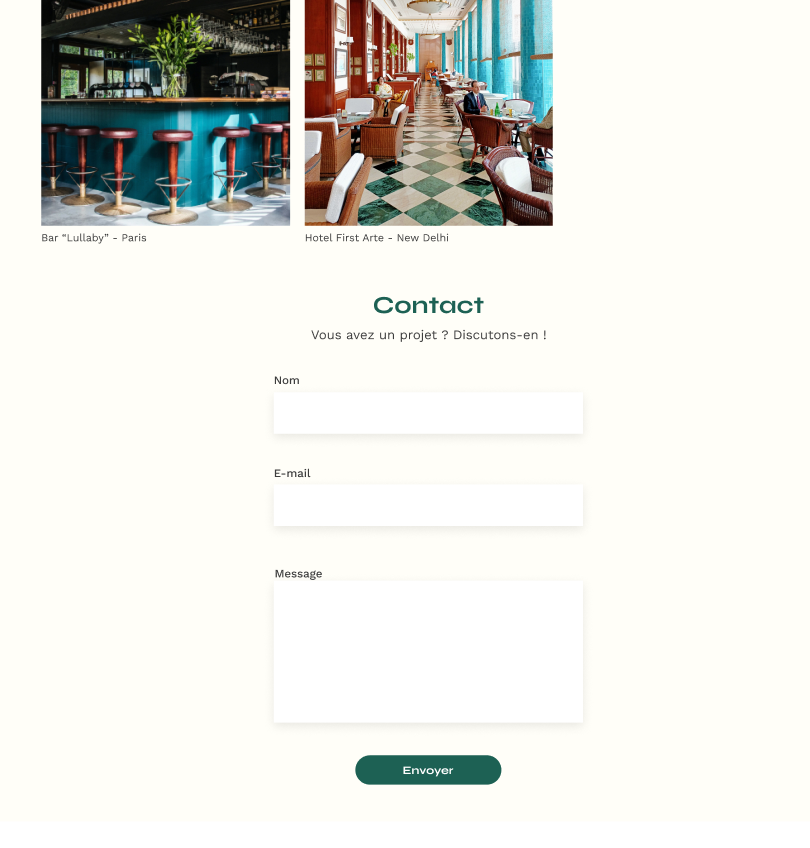 Bar “Lullaby” - Paris
Hotel First Arte - New Delhi
Contact
Vous avez un projet ? Discutons-en !
Nom
E-mail
Message
Envoyer